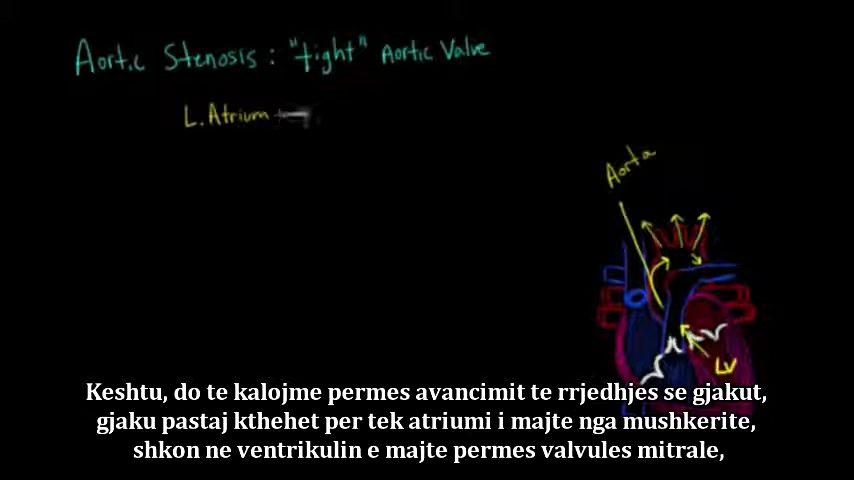 Aortic Stenosis : "tight" Aortic Valve
L. Atrium
Aorta
LV
Keshtu, do te kalojme permes avancimit te rrjedhjes se gjakut,
gjaku pastaj kthehet per tek atriumi i majte nga mushkerite,
shkon ne ventrikulin e majte permes valvules mitrale,